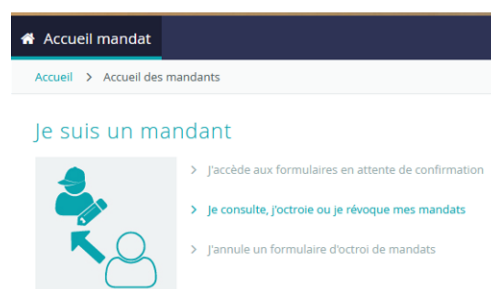 Accueil mandat
Accueil > Accueil des mandants
Je suis un mandant
> J'accède aux formulaires en attente de confirmation
> Je consulte, j'octroie ou je révoque mes mandats
> J'annule un formulaire d'octroi de mandats